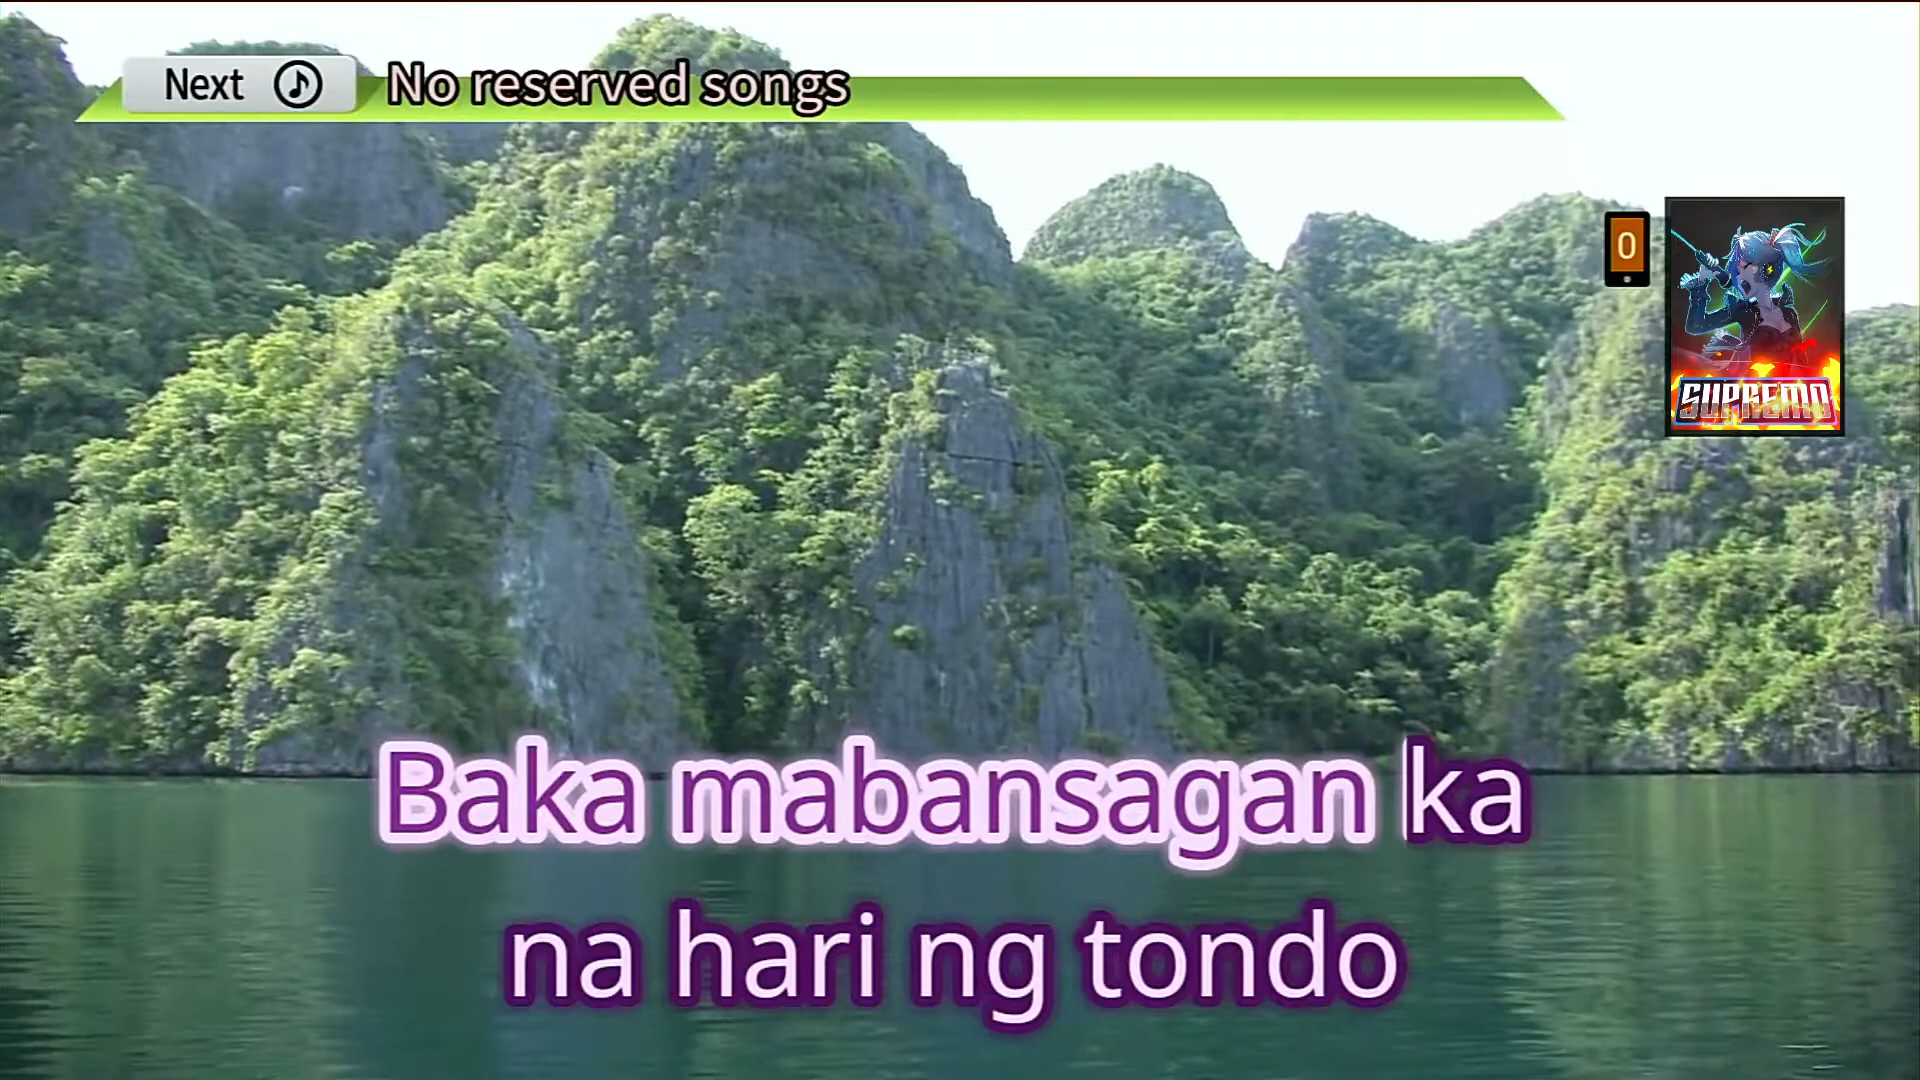 Next
No reserved songs
0
SUPREMO
Baka mabansagan ka
na hari ng tondo